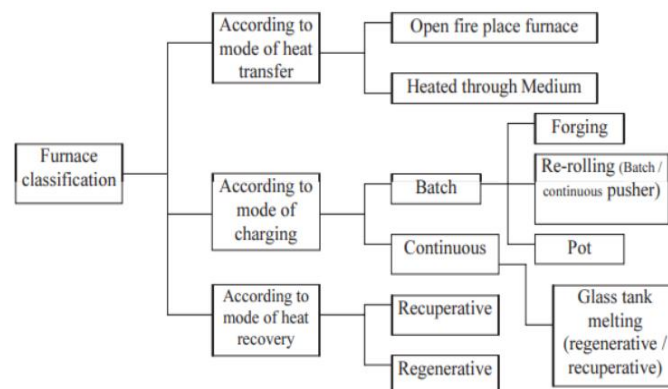 According to
mode of heat
transfer
Open fire place furnace
Heated through Medium
Furnace
classification
According to
mode of
charging
Batch
Continuous
Forging
Re-rolling (Batch /
continuous pusher)
Pot
Glass tank
melting
(regenerative /
recuperative)
According to
mode of heat
recovery
Recuperative
Regenerative